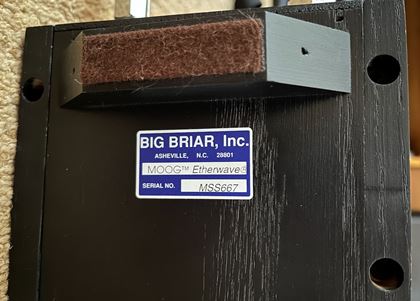 BIG BRIAR, Inc.
ASHEVILLE, N.C. 28801
MOOG™ Etherwave®
SERIAL NO. MSS667